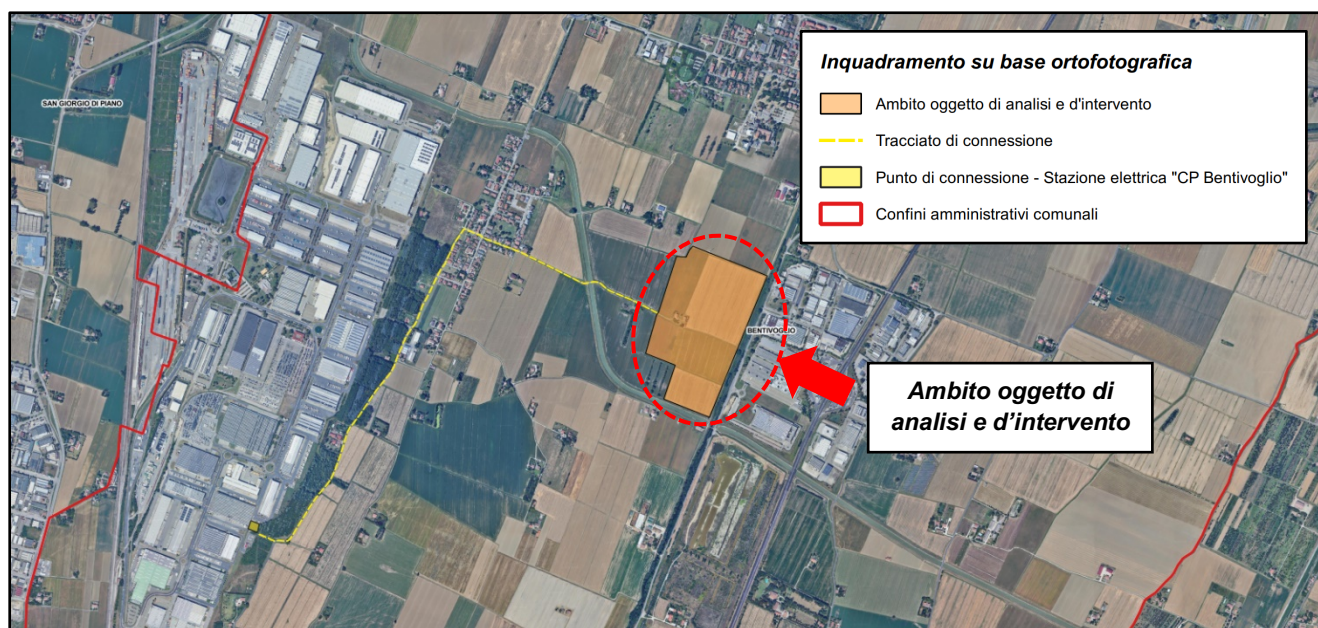 Inquadramento su base ortofotografica
Ambito oggetto di analisi e d'intervento
Tracciato di connessione
Punto di connessione - Stazione elettrica "CP Bentivoglio"
Confini amministrativi comunali
SAN GIORGIO DI PIANO
BENTIVOGLIO
Ambito oggetto di
analisi e d'intervento